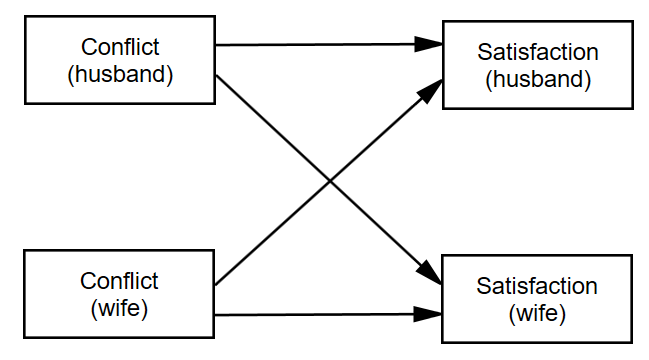 Conflict
(husband)
Satisfaction
(husband)
Conflict
(wife)
Satisfaction
(wife)